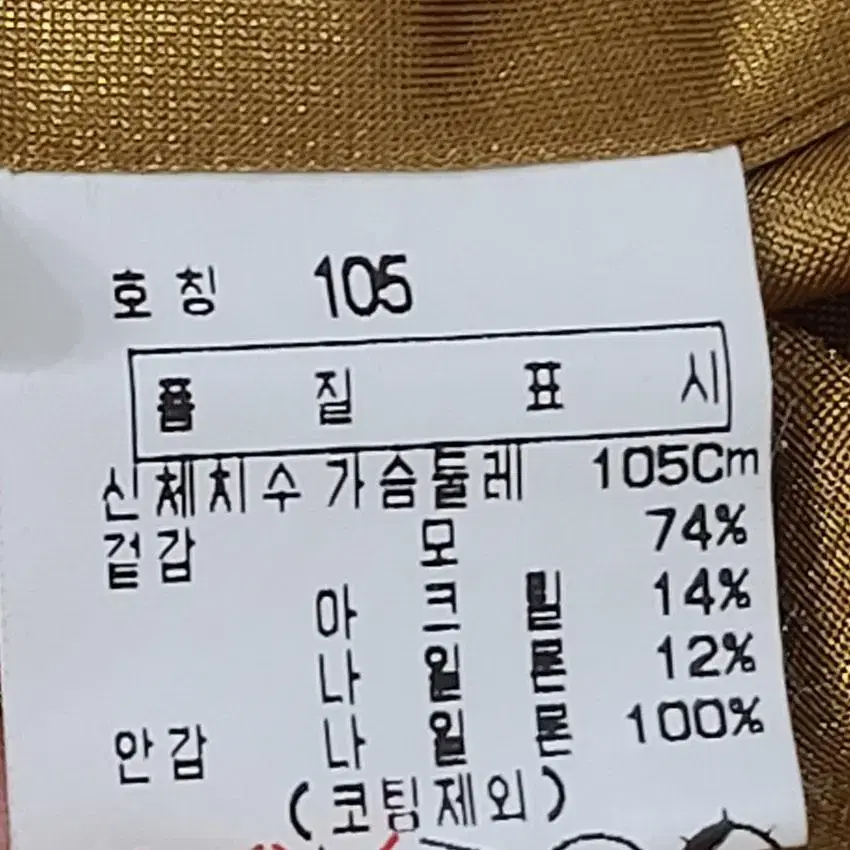 호칭 105
품질표시
신체치수 가슴둘레 105Cm
겉감 모 74%
아크릴 14%
나일론 12%
안감 나일론 100%
(코팅제외)